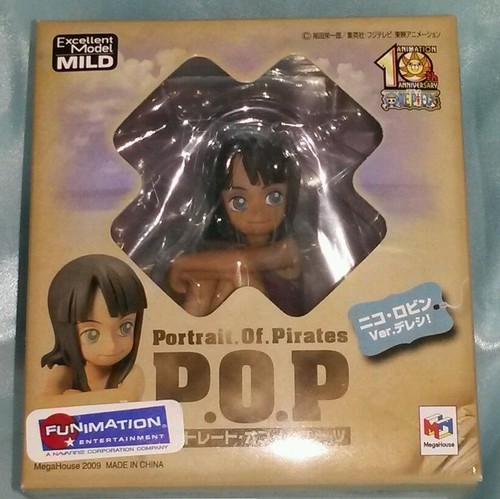 Excellent
Model
MILD
©尾田栄一郎/集英社・フジテレビ・東映アニメーション
ANIMATION
10th
ANNIVERSARY
ONE PIECE
Portrait.Of.Pirates
P.O.P
ニコ・ロビン
Ver.デレシ!
FUNIMATION
ENTERTAINMENT
A NAVARRE CORPORATION COMPANY
MegaHouse
MegaHouse 2009 MADE IN CHINA